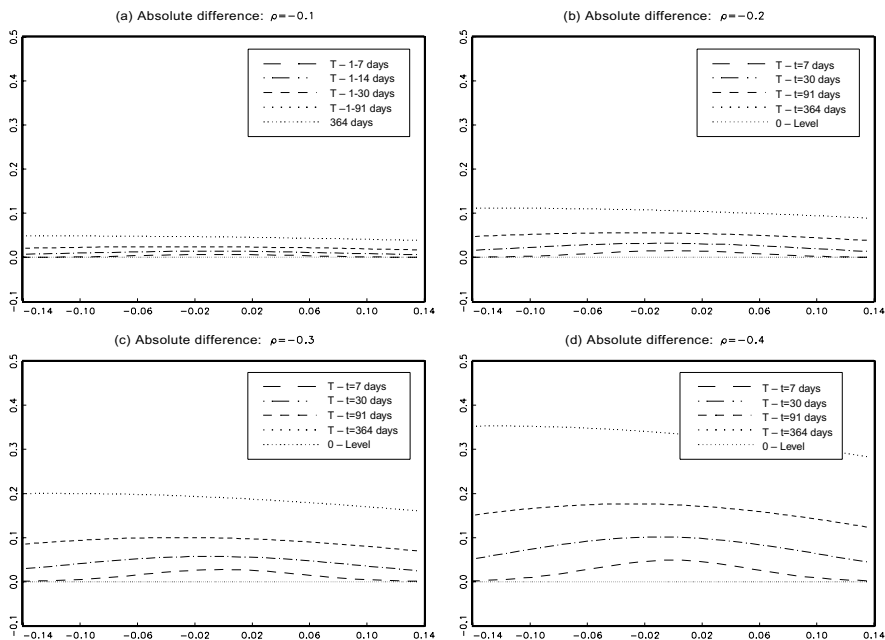 (a) Absolute difference: ρ=−0.1
0.5
0.4
0.3
0.2
0.1
0.0
−0.1
T – 1-7 days
T – 1-14 days
T – 1-30 days
T –1-91 days
364 days
−0.14 −0.10 −0.06 −0.02 0.02 0.06 0.10 0.14
(b) Absolute difference: ρ=−0.2
0.5
0.4
0.3
0.2
0.1
0.0
−0.1
T – t=7 days
T – t=30 days
T – t=91 days
T – t=364 days
0 – Level
−0.14 −0.10 −0.06 −0.02 0.02 0.06 0.10 0.14
(c) Absolute difference: ρ=−0.3
0.5
0.4
0.3
0.2
0.1
0.0
−0.1
T – t=7 days
T – t=30 days
T – t=91 days
T – t=364 days
0 – Level
−0.14 −0.10 −0.06 −0.02 0.02 0.06 0.10 0.14
(d) Absolute difference: ρ=−0.4
0.5
0.4
0.3
0.2
0.1
0.0
−0.1
T – t=7 days
T – t=30 days
T – t=91 days
T – t=364 days
0 – Level
−0.14 −0.10 −0.06 −0.02 0.02 0.06 0.10 0.14